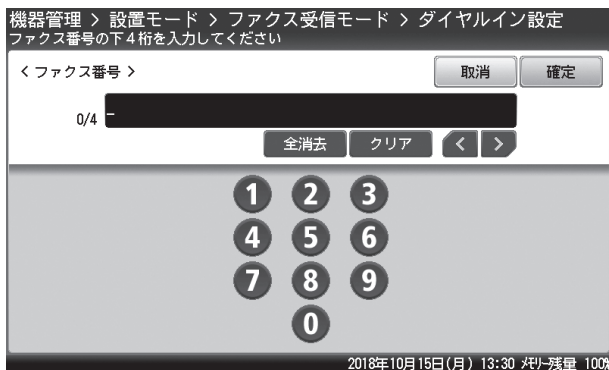 機器管理 > 設置モード > ファクス受信モード > ダイヤルイン設定
ファクス番号の下4桁を入力してください
<ファクス番号>
取消
確定
0/4
全消去
クリア
< >
1 2 3
4 5 6
7 8 9
0
2018年10月15日(月) 13:30 メモリー残量 100%